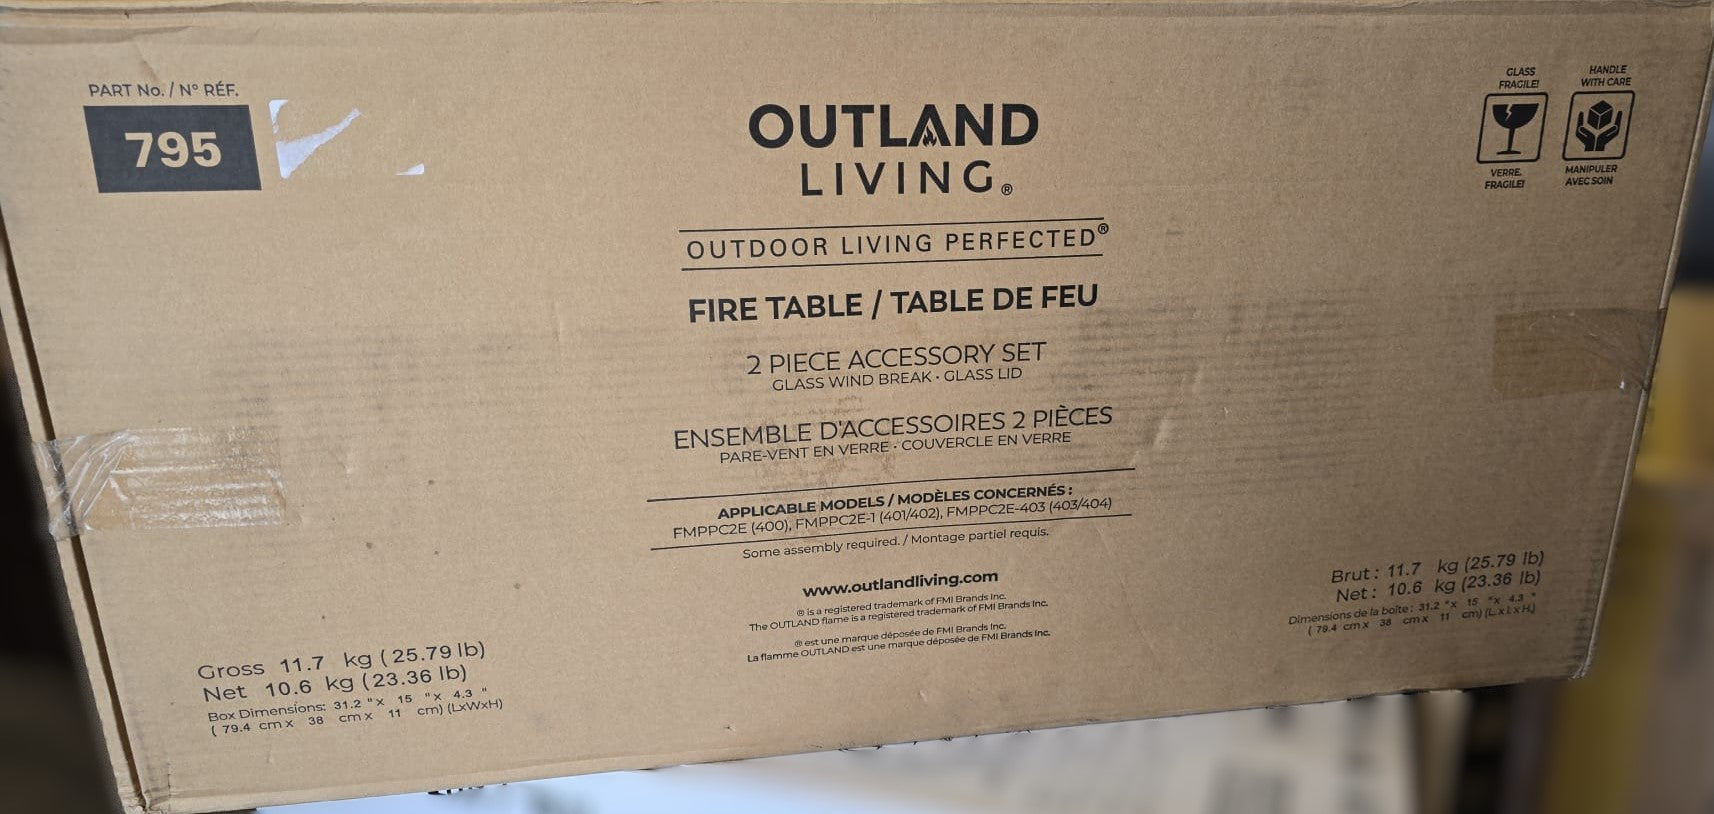 PART No. / N° RÉF.
795
OUTLAND
LIVING®
OUTDOOR LIVING PERFECTED®
FIRE TABLE / TABLE DE FEU
2 PIECE ACCESSORY SET
GLASS WIND BREAK · GLASS LID
ENSEMBLE D'ACCESSOIRES 2 PIÈCES
PARE-VENT EN VERRE · COUVERCLE EN VERRE
APPLICABLE MODELS / MODÈLES CONCERNÉS :
FMPPC2E (400), FMPPC2E-1 (401/402), FMPPC2E-403 (403/404)
Some assembly required. / Montage partiel requis.
www.outlandliving.com
® is a registered trademark of FMI Brands Inc.
The OUTLAND flame is a registered trademark of FMI Brands Inc.
® est une marque déposée de FMI Brands Inc.
La flamme OUTLAND est une marque déposée de FMI Brands Inc.
GLASS
FRAGILE!
VERRE,
FRAGILE!
HANDLE
WITH CARE
MANIPULER
AVEC SOIN
Gross 11.7 kg (25.79 lb)
Net 10.6 kg (23.36 lb)
Box Dimensions: 31.2 "x 15 "x 4.3 "
( 79.4 cm x 38 cm x 11 cm) (LxWxH)
Brut : 11.7 kg (25.79 lb)
Net : 10.6 kg (23.36 lb)
Dimensions de la boîte : 31.2 "x 15 "x 4.3 "
( 79.4 cm x 38 cm x 11 cm) (L x l x H)